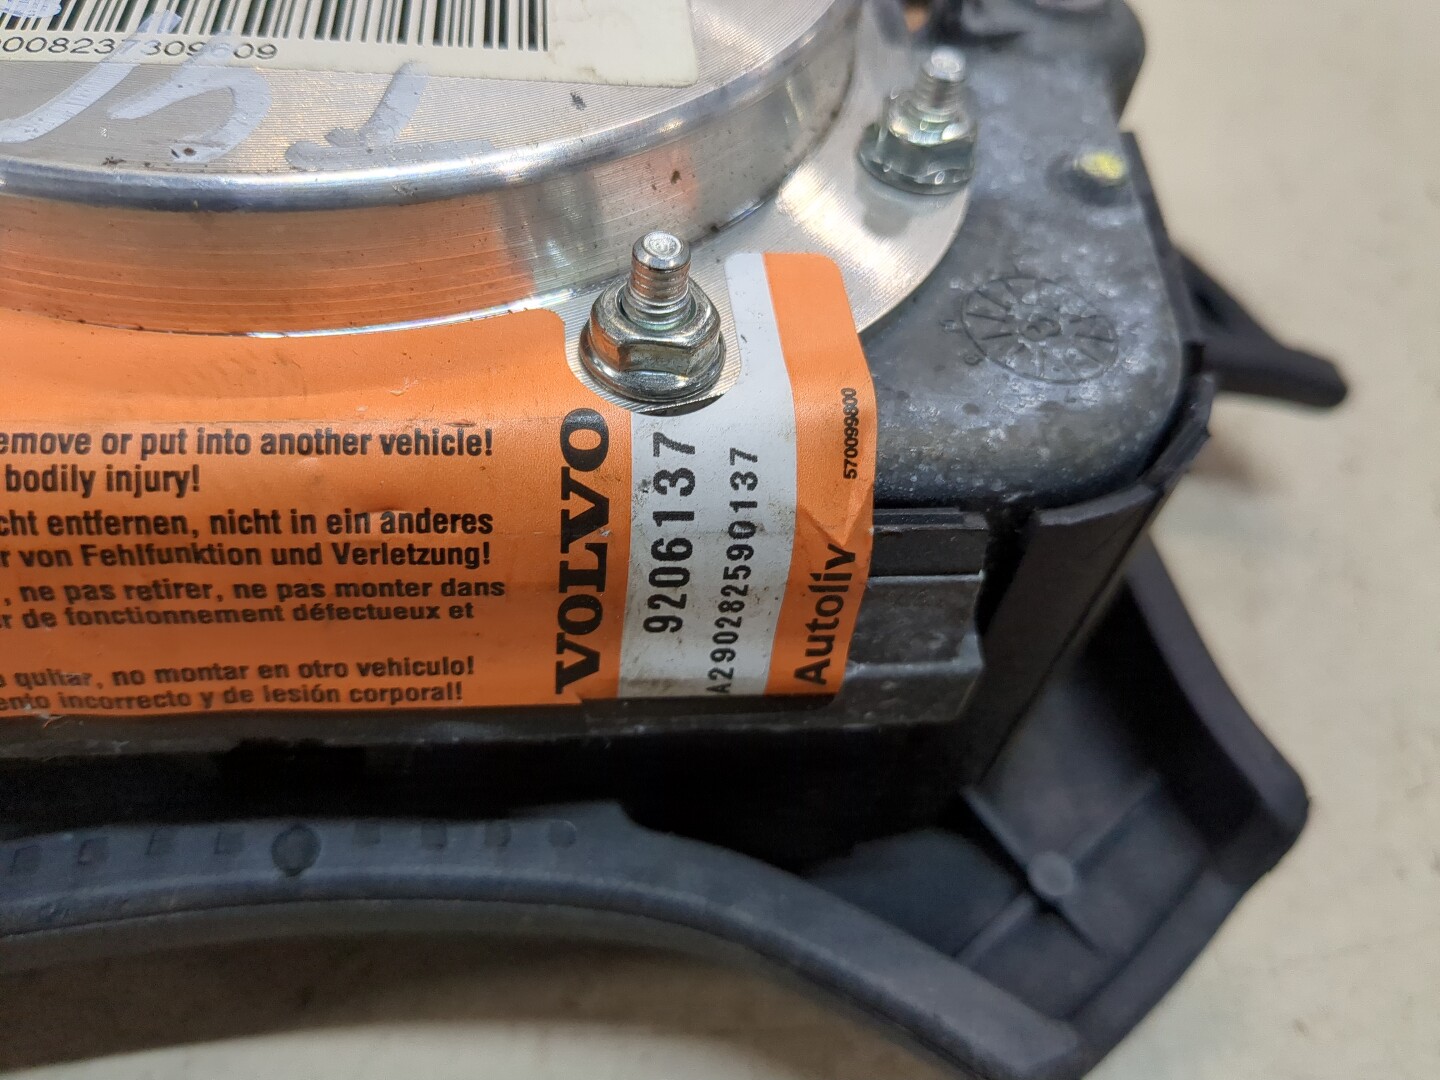 008237309609
emove or put into another vehicle!
bodily injury!
cht entfernen, nicht in ein anderes
r von Fehlfunktion und Verletzung!
, ne pas retirer, ne pas monter dans
r de fonctionnement défectueux et
quitar, no montar en otro vehiculo!
ento incorrecto y de lesión corporal!
VOLVO
9206137
A290282590137
Autoliv
570099800